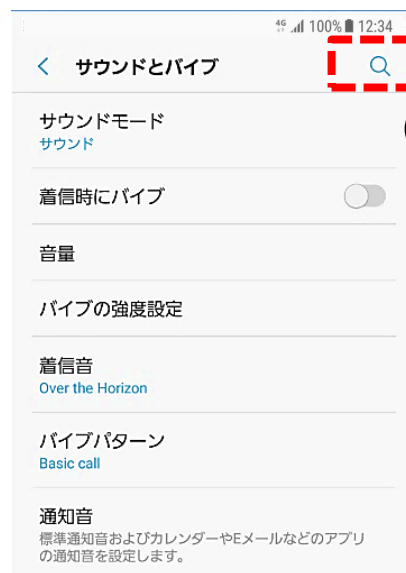 4G 100% 12:34
サウンドとバイブ
サウンドモード
サウンド
着信時にバイブ
音量
バイブの強度設定
着信音
Over the Horizon
バイブパターン
Basic call
通知音
標準通知音およびカレンダーやEメールなどのアプリ
の通知音を設定します。